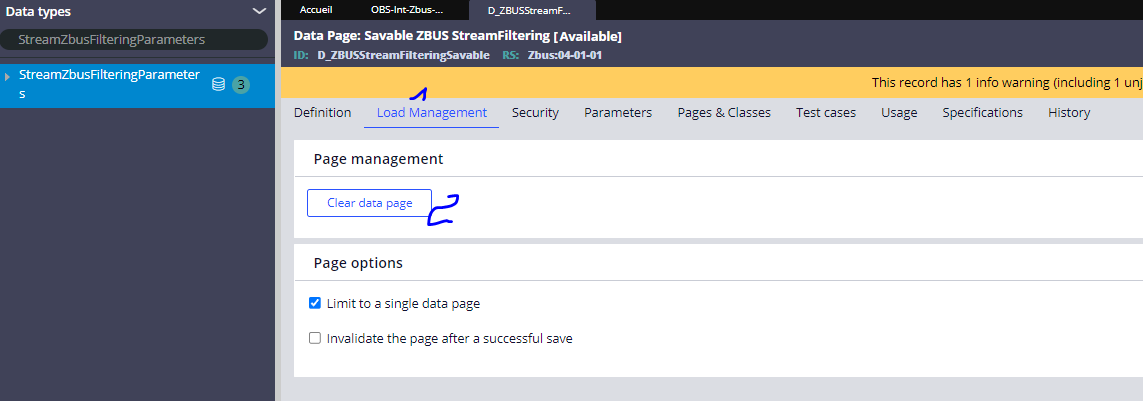 Data types
StreamZbusFilteringParameters
StreamZbusFilteringParameter
s
3
Accueil
OBS-Int-Zbus-...
D_ZBUSStreamF...
Data Page: Savable ZBUS StreamFiltering [Available]
ID: D_ZBUSStreamFilteringSavable RS: Zbus:04-01-01
This record has 1 info warning (including 1 unj
1
Definition
Load Management
Security
Parameters
Pages & Classes
Test cases
Usage
Specifications
History
Page management
Clear data page
2
Page options
Limit to a single data page
Invalidate the page after a successful save